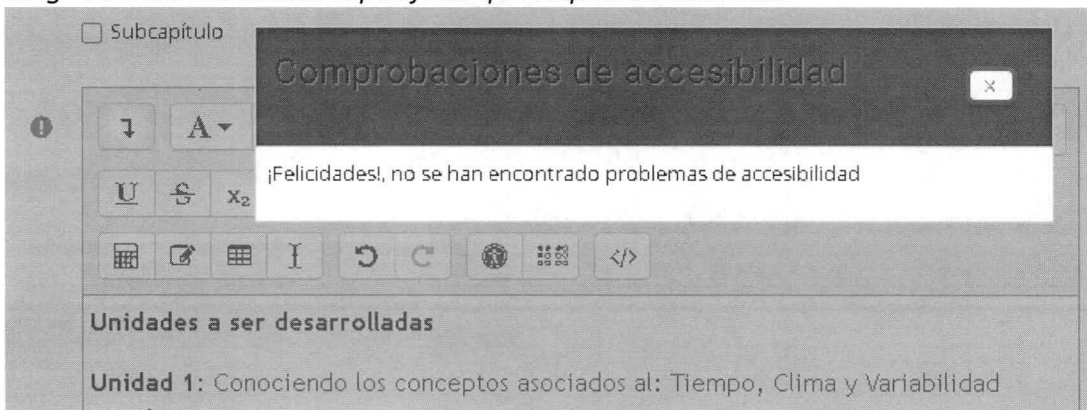 Subcapítulo
Comprobaciones de accesibilidad
×
A
¡Felicidades!, no se han encontrado problemas de accesibilidad
U S x₂
</>
Unidades a ser desarrolladas
Unidad 1: Conociendo los conceptos asociados al: Tiempo, Clima y Variabilidad